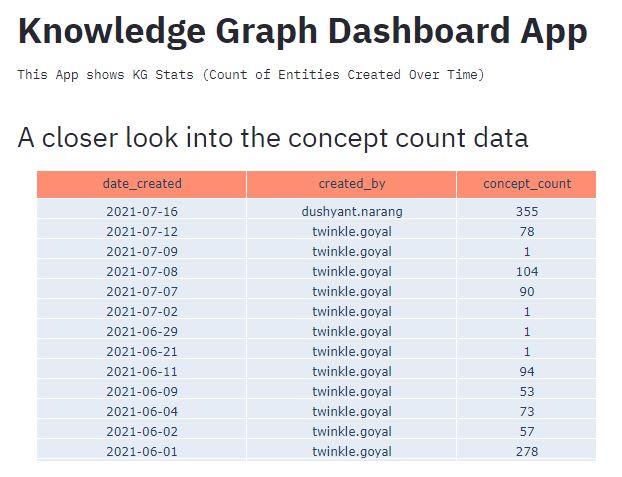 Knowledge Graph Dashboard App
This App shows KG Stats (Count of Entities Created Over Time)
A closer look into the concept count data
date_created created_by concept_count
2021-07-16 dushyant.narang 355
2021-07-12 twinkle.goyal 78
2021-07-09 twinkle.goyal 1
2021-07-08 twinkle.goyal 104
2021-07-07 twinkle.goyal 90
2021-07-02 twinkle.goyal 1
2021-06-29 twinkle.goyal 1
2021-06-21 twinkle.goyal 1
2021-06-11 twinkle.goyal 94
2021-06-09 twinkle.goyal 53
2021-06-04 twinkle.goyal 73
2021-06-02 twinkle.goyal 57
2021-06-01 twinkle.goyal 278